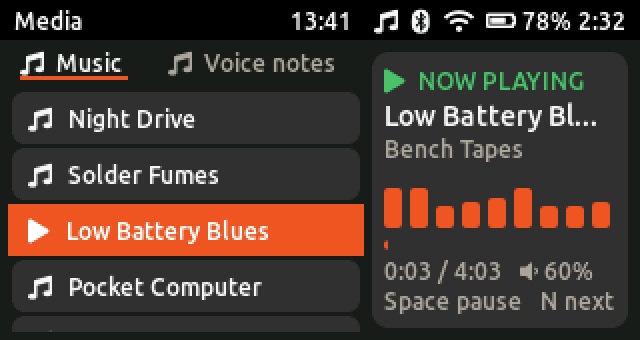 Media 13:41 78% 2:32
Music Voice notes
Night Drive
Solder Fumes
Low Battery Blues
Pocket Computer
NOW PLAYING
Low Battery Bl...
Bench Tapes
0:03 / 4:03 60%
Space pause N next